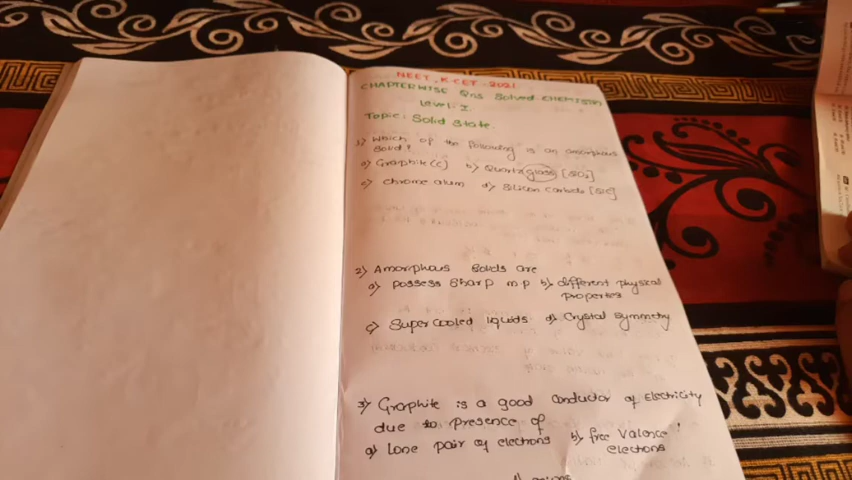 NEET, K-CET-2021
CHAPTERWISE Qns Solved CHEMISTRY
Level: I
Topic: Solid State.
1) Which of the following is an amorphous
solid?
a) Graphite(c) b) Quartz glass [SiO2]
c) chrome alum d) Silicon carbide [SiC]
2) Amorphous Solids are
a) possess Sharp m p b) different physical
properties
c) Super Cooled liquids d) Crystal Symmetry
3) Graphite is a good conductor of Electricity
due to presence of
a) Lone pair of electrons b) free Valence
electrons